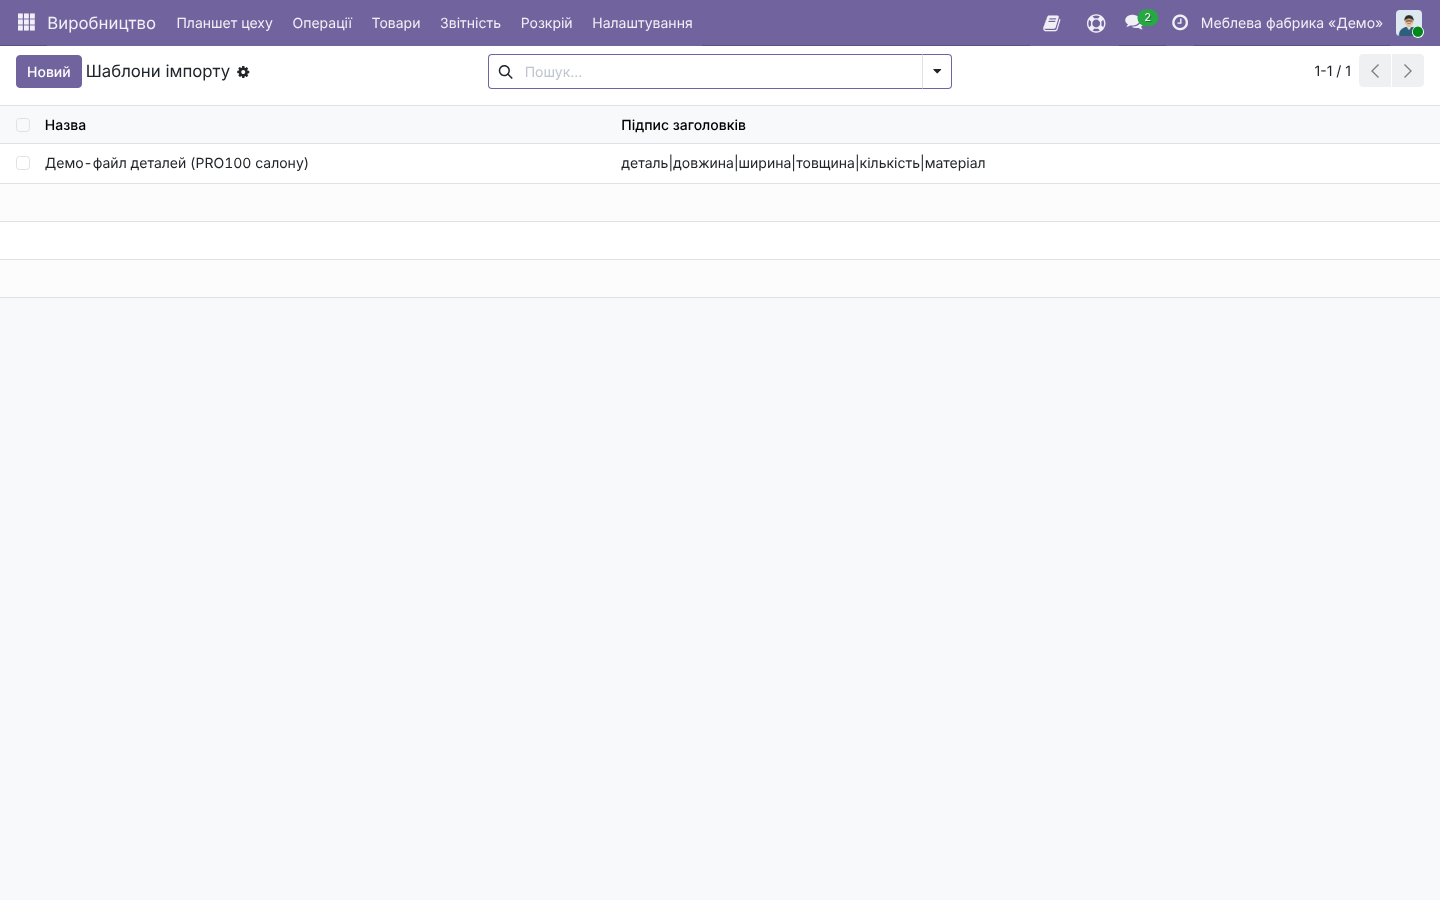 Виробництво Планшет цеху Операції Товари Звітність Розкрій Налаштування 2 Меблева фабрика «Демо»
Новий Шаблони імпорту Пошук... 1-1 / 1
Назва Підпис заголовків
Демо-файл деталей (PRO100 салону) деталь|довжина|ширина|товщина|кількість|матеріал